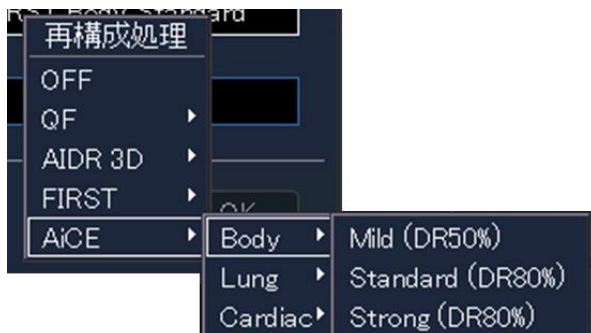 再構成処理
OFF
QF
AIDR 3D
FIRST
AiCE
Body
Lung
Cardiac
Mild (DR50%)
Standard (DR80%)
Strong (DR80%)